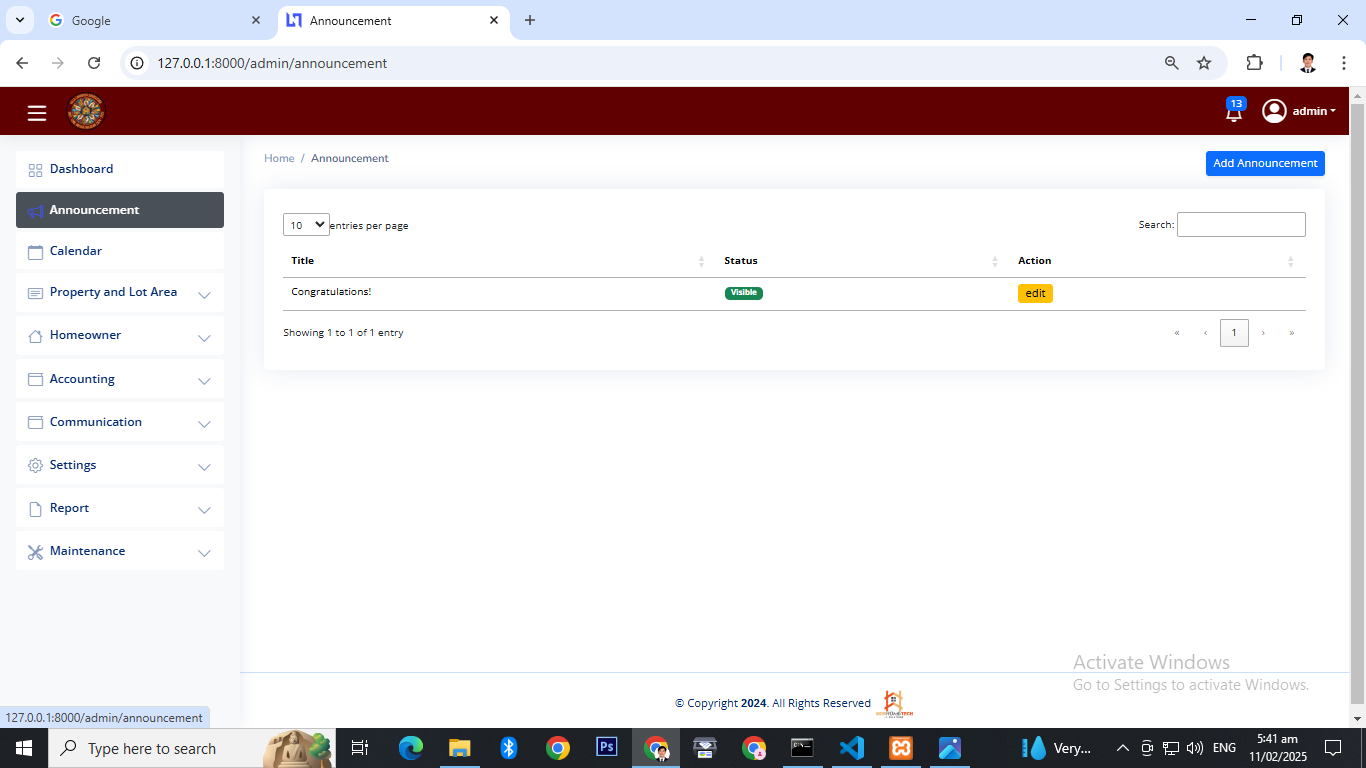 Google
Announcement
127.0.0.1:8000/admin/announcement
13
admin
Dashboard
Announcement
Calendar
Property and Lot Area
Homeowner
Accounting
Communication
Settings
Report
Maintenance
Home / Announcement
Add Announcement
10 entries per page
Search:
Title Status Action
Congratulations! Visible edit
Showing 1 to 1 of 1 entry
« ‹ 1 › »
Activate Windows
Go to Settings to activate Windows.
© Copyright 2024. All Rights Reserved
127.0.0.1:8000/admin/announcement
Type here to search
Ps
Very...
ENG
5:41 am
11/02/2025